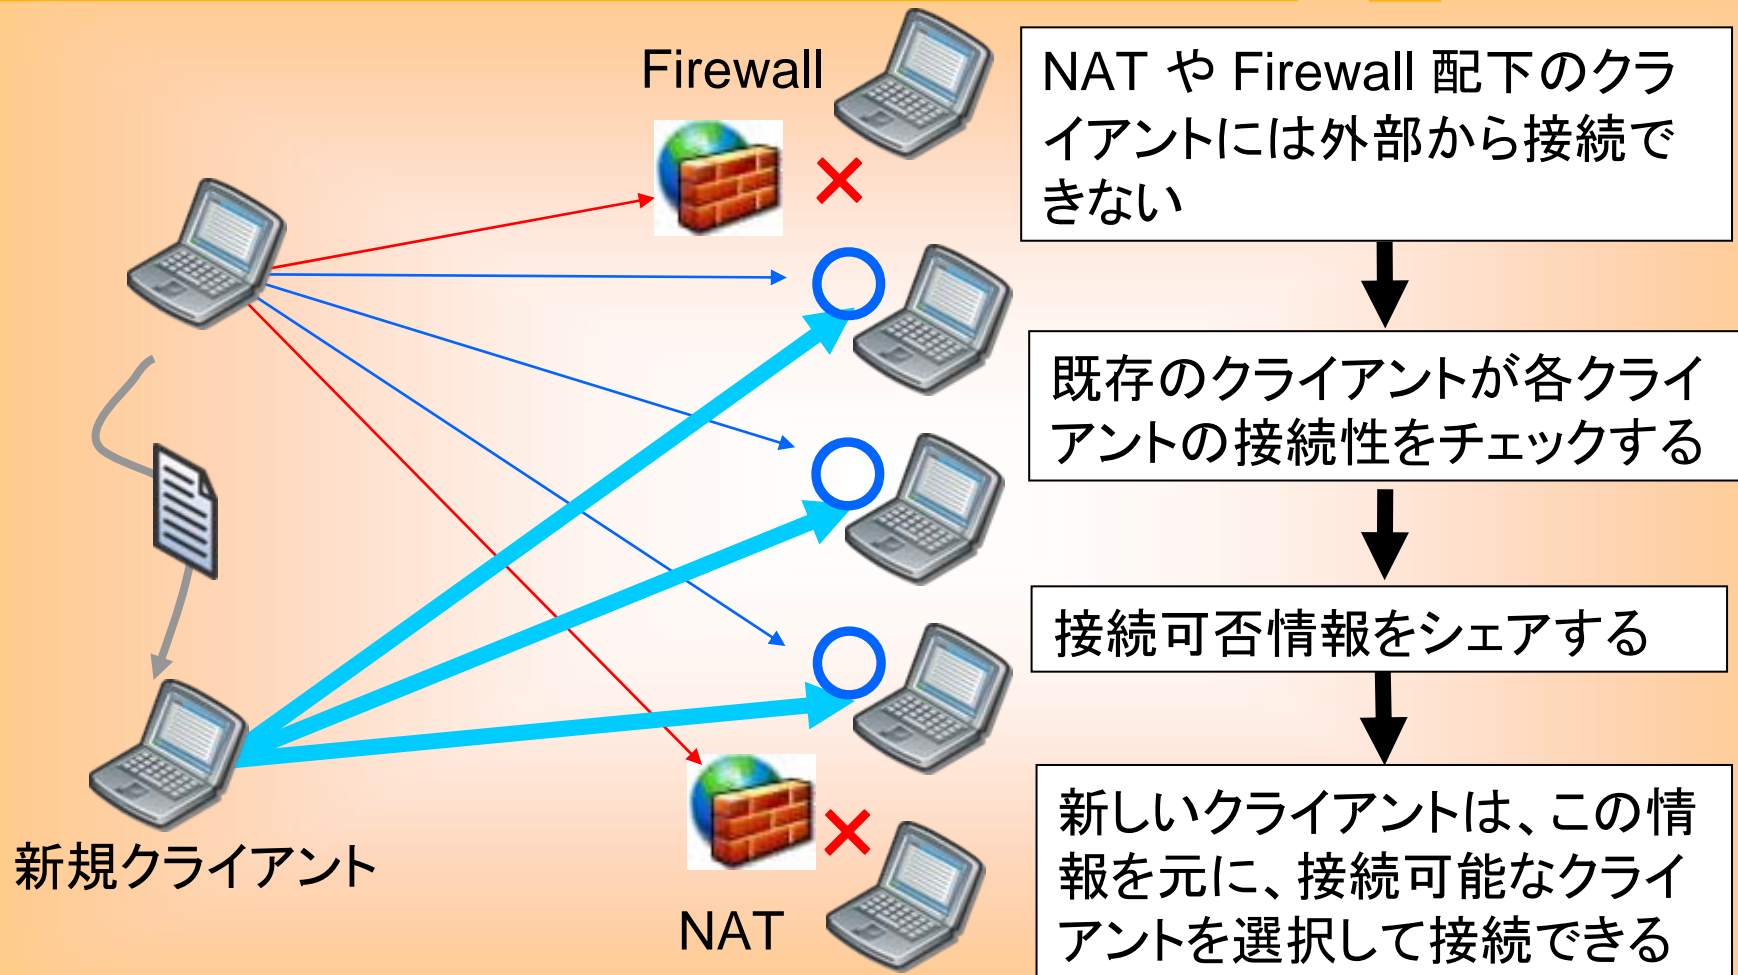 Firewall
NAT や Firewall 配下のクラ
イアントには外部から接続で
きない
既存のクライアントが各クライ
アントの接続性をチェックする
接続可否情報をシェアする
新しいクライアントは、この情
報を元に、接続可能なクライ
アントを選択して接続できる
新規クライアント
NAT